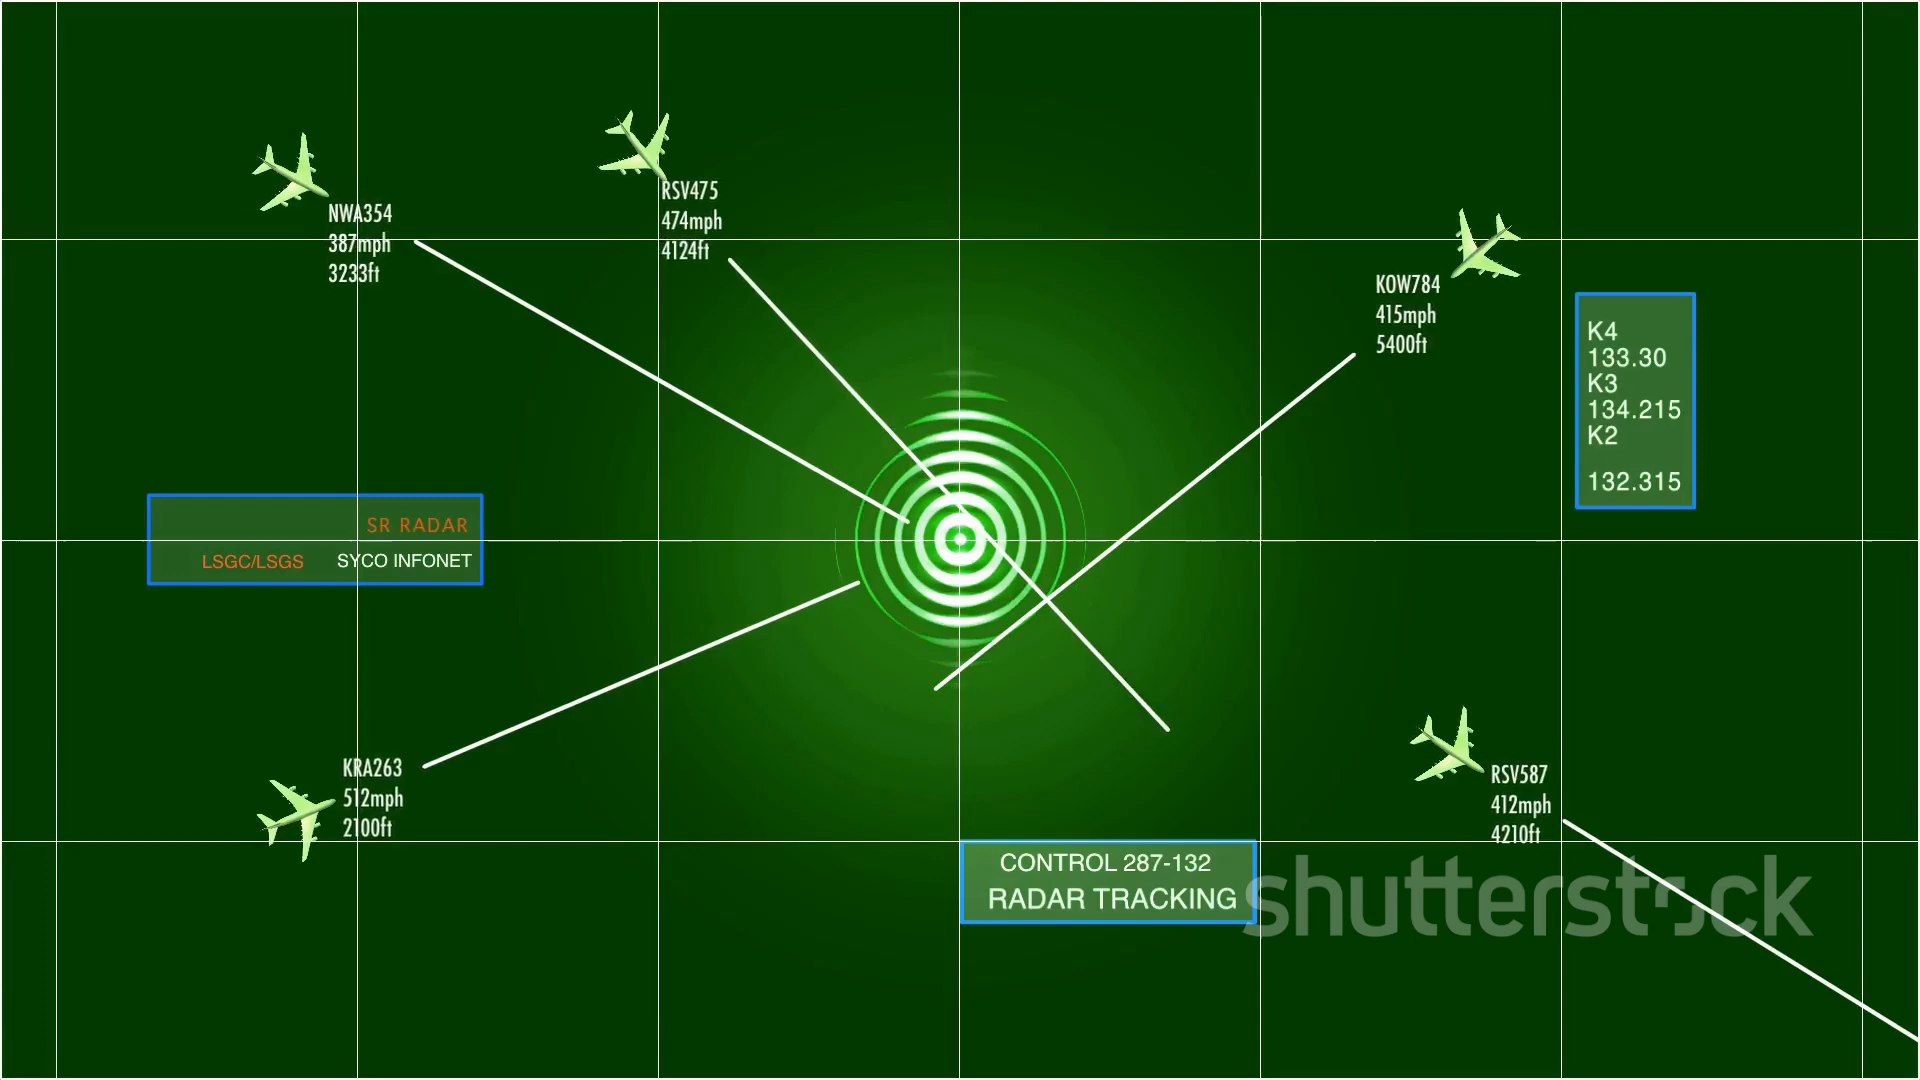 RSV475
474mph
4124ft
NWA354
387mph
3233ft
KOW784
415mph
5400ft
K4
133.30
K3
134.215
K2
132.315
SR RADAR
LSGC/LSGS SYCO INFONET
KRA263
512mph
2100ft
RSV587
412mph
4210ft
CONTROL 287-132
RADAR TRACKING
shutterstock